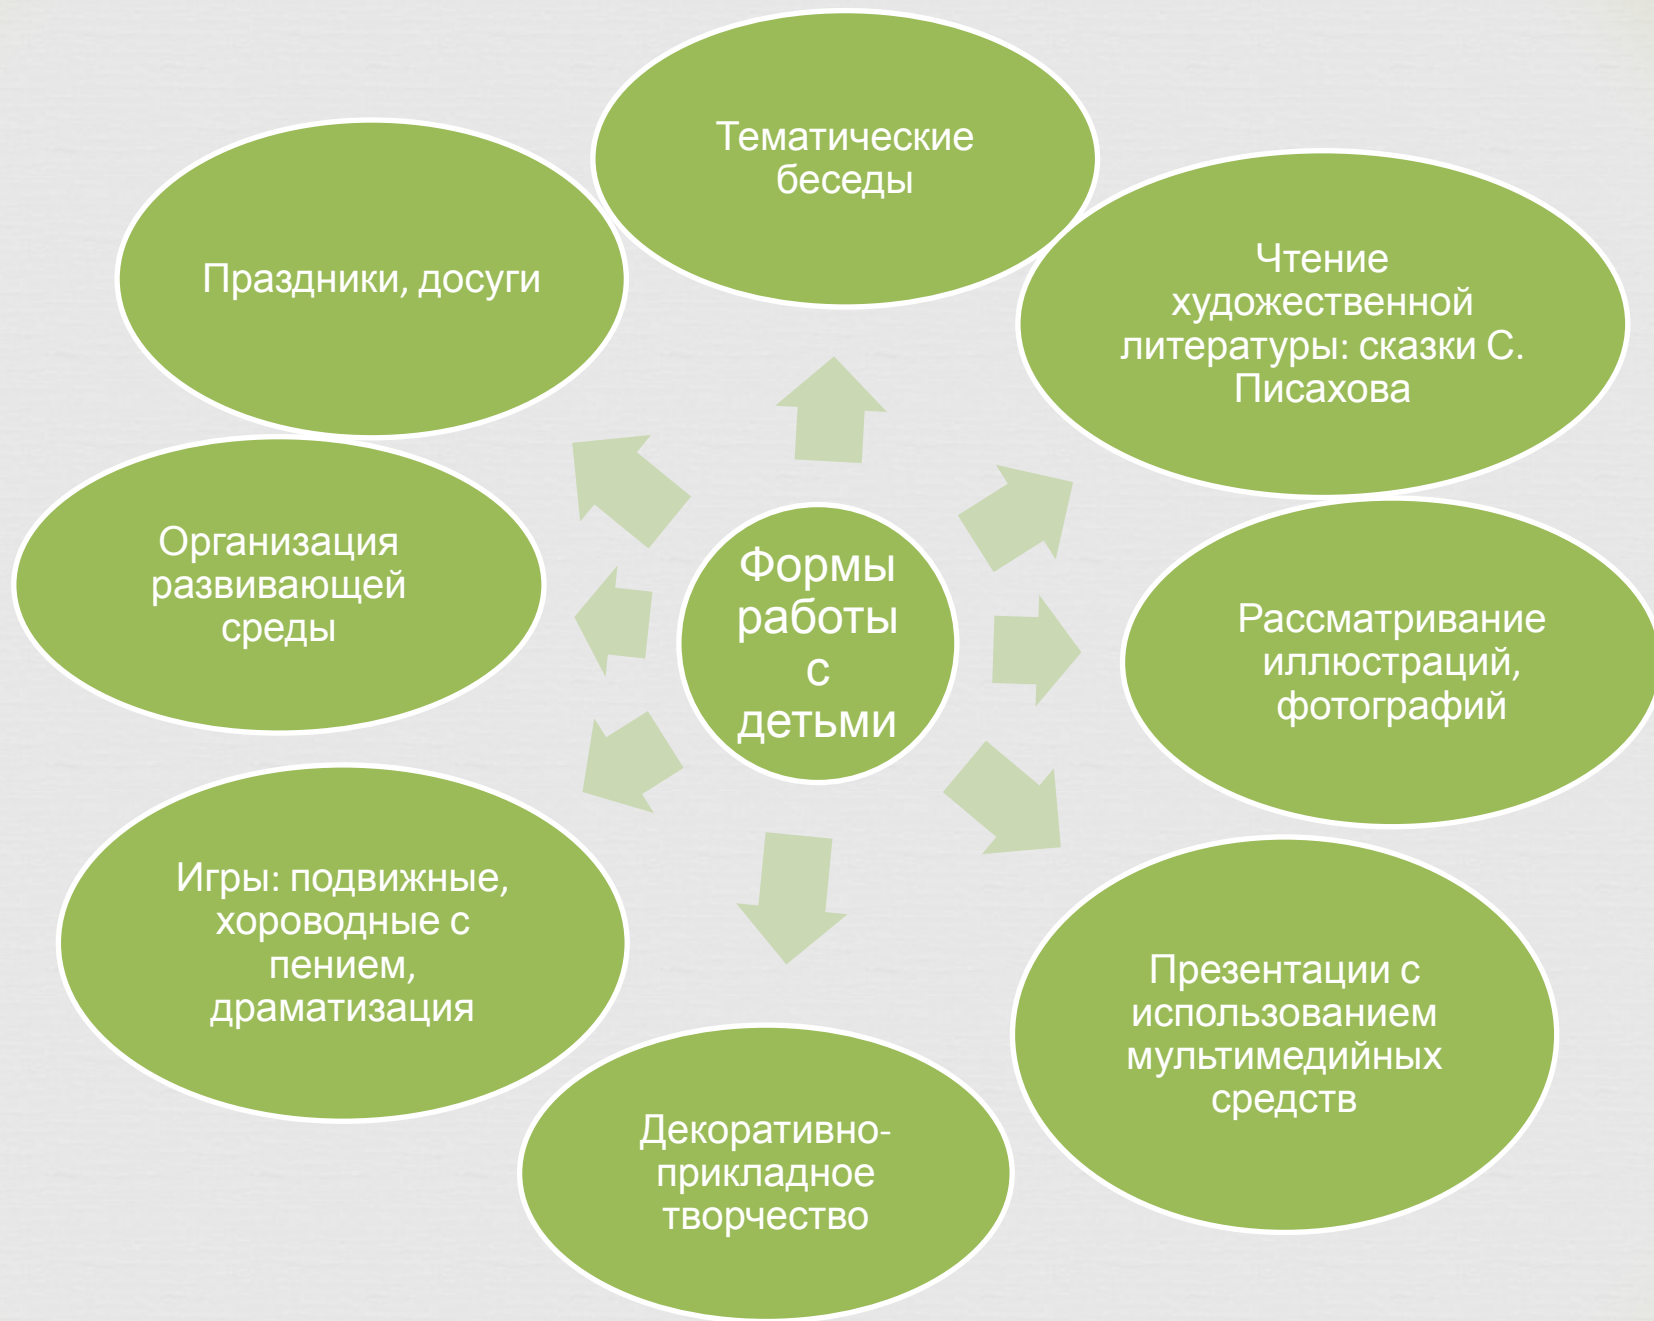 Тематические
беседы
Чтение
художественной
литературы: сказки С.
Писахова
Рассматривание
иллюстраций,
фотографий
Презентации с
использованием
мультимедийных
средств
Декоративно-
прикладное
творчество
Игры: подвижные,
хороводные с
пением,
драматизация
Организация
развивающей
среды
Праздники, досуги
Формы
работы
с
детьми